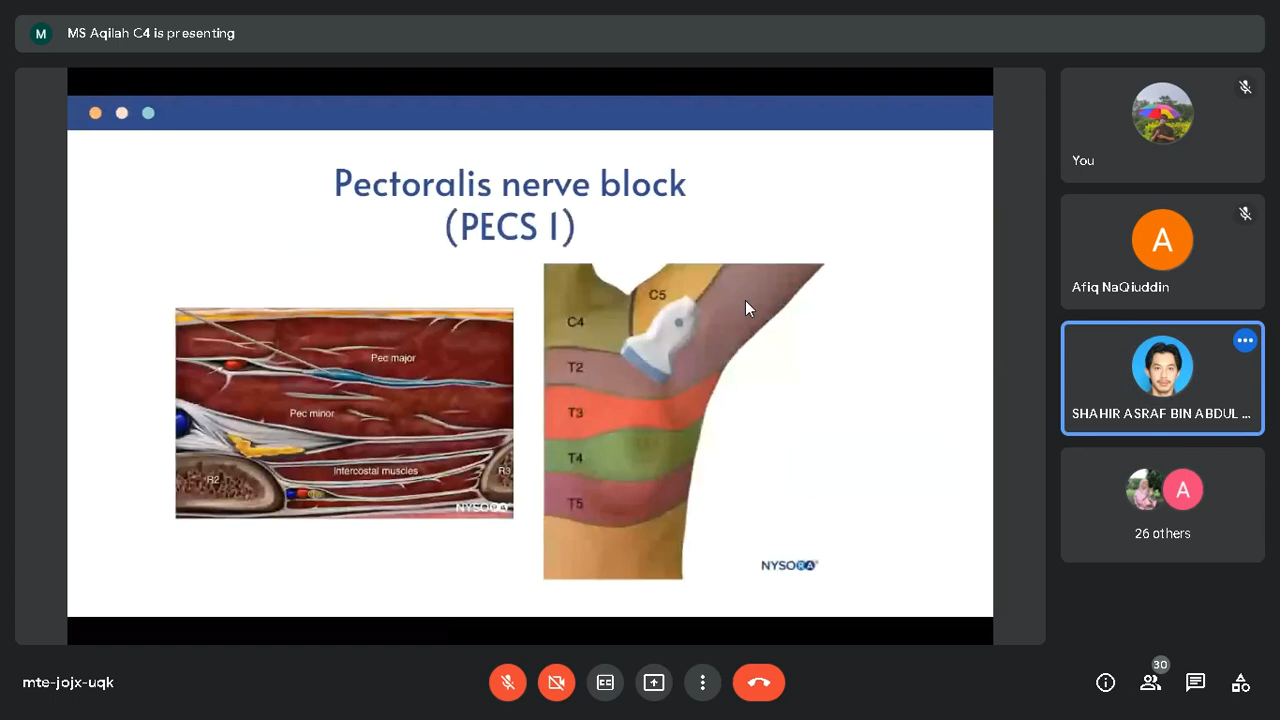 M
MS Aqilah C4 is presenting
Pectoralis nerve block
(PECS I)
Pec major
Pec minor
Intercostal muscles
R2
R3
NYSORA
C5
C4
T2
T3
T4
T5
NYSORA
You
A
Afiq NaQiuddin
SHAHIR ASRAF BIN ABDUL ...
A
26 others
mte-jojx-uqk
30